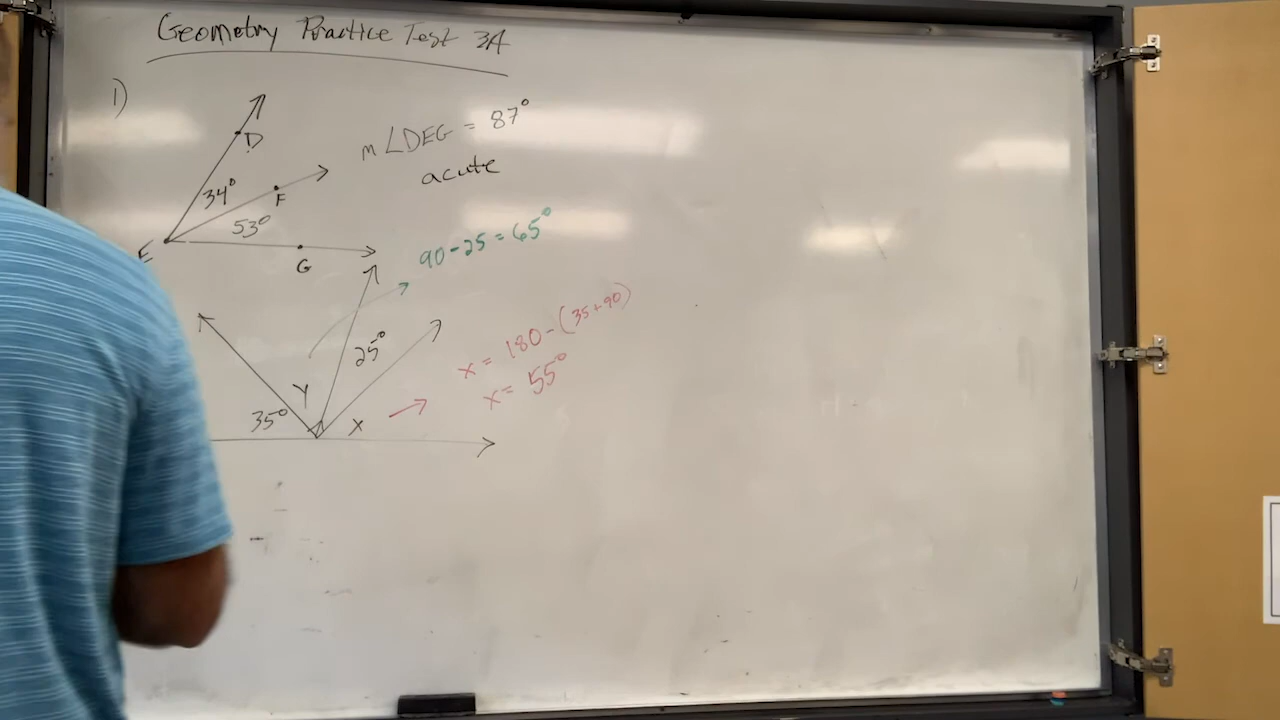 Geometry Practice Test 3A
1)
D
m∠DEG = 87°
acute
34°
F
53°
E
G
90-25=65°
25°
x = 180-(35+90)
x = 55°
Y
35°
X